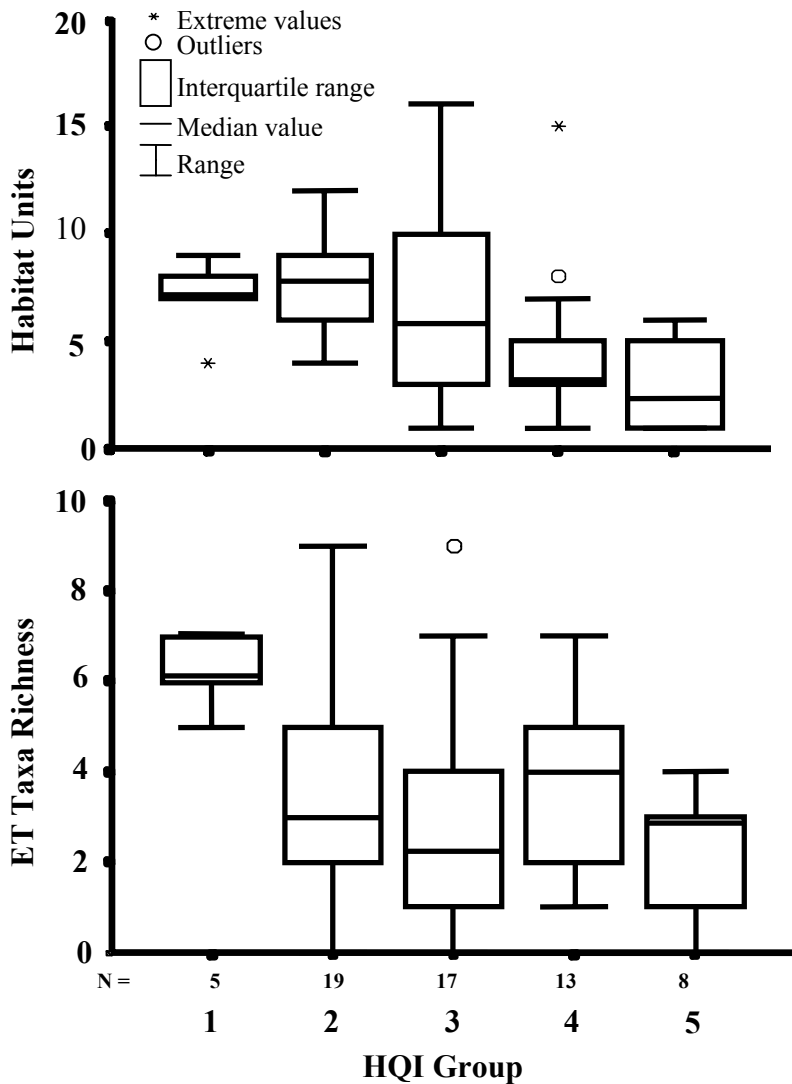 20
* Extreme values
Outliers
Interquartile range
Median value
Range
15
10
5
0
Habitat Units
10
8
6
4
2
0
ET Taxa Richness
N = 5 19 17 13 8
1 2 3 4 5
HQI Group